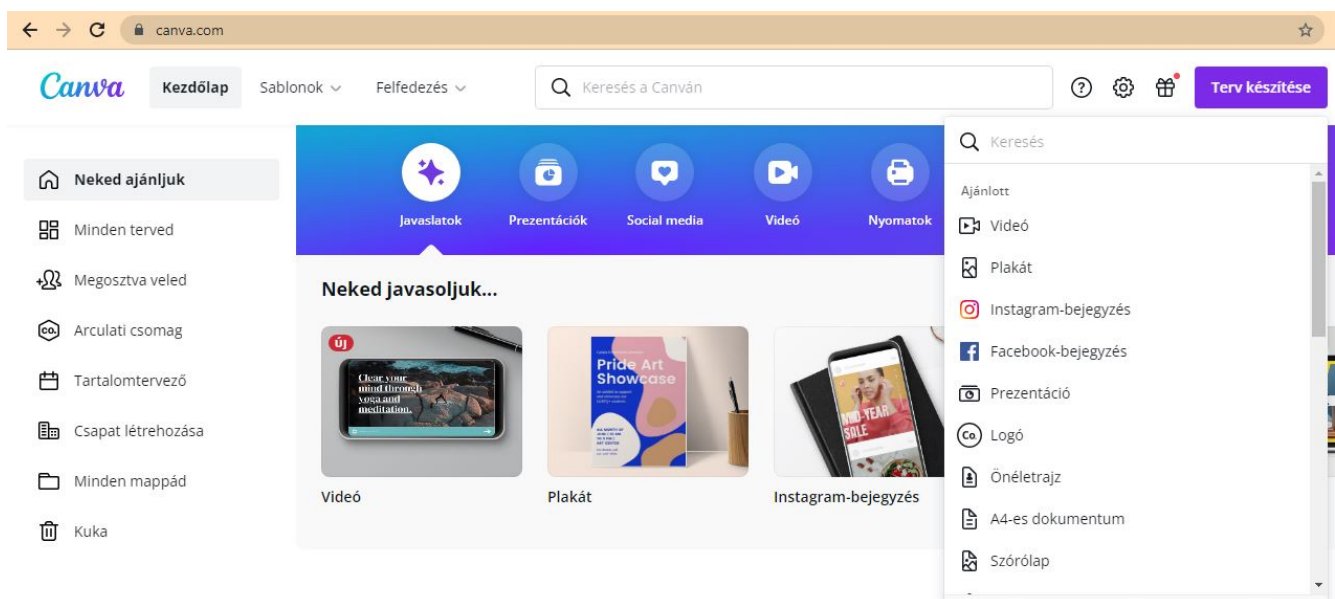 canva.com
Canva Kezdőlap Sablonok Felfedezés Keresés a Canván Terv készítése
Neked ajánljuk
Minden terved
Megosztva veled
Arculati csomag
Tartalomtervező
Csapat létrehozása
Minden mappád
Kuka
Javaslatok Prezentációk Social media Videó Nyomatok
Neked javasoljuk...
ÚJ
Clear your
mind through
yoga and
meditation.
Pride Art
Showcase
MID-YEAR
SALE
Videó Plakát Instagram-bejegyzés
Keresés
Ajánlott
Videó
Plakát
Instagram-bejegyzés
Facebook-bejegyzés
Prezentáció
Co. Logó
Önéletrajz
A4-es dokumentum
Szórólap